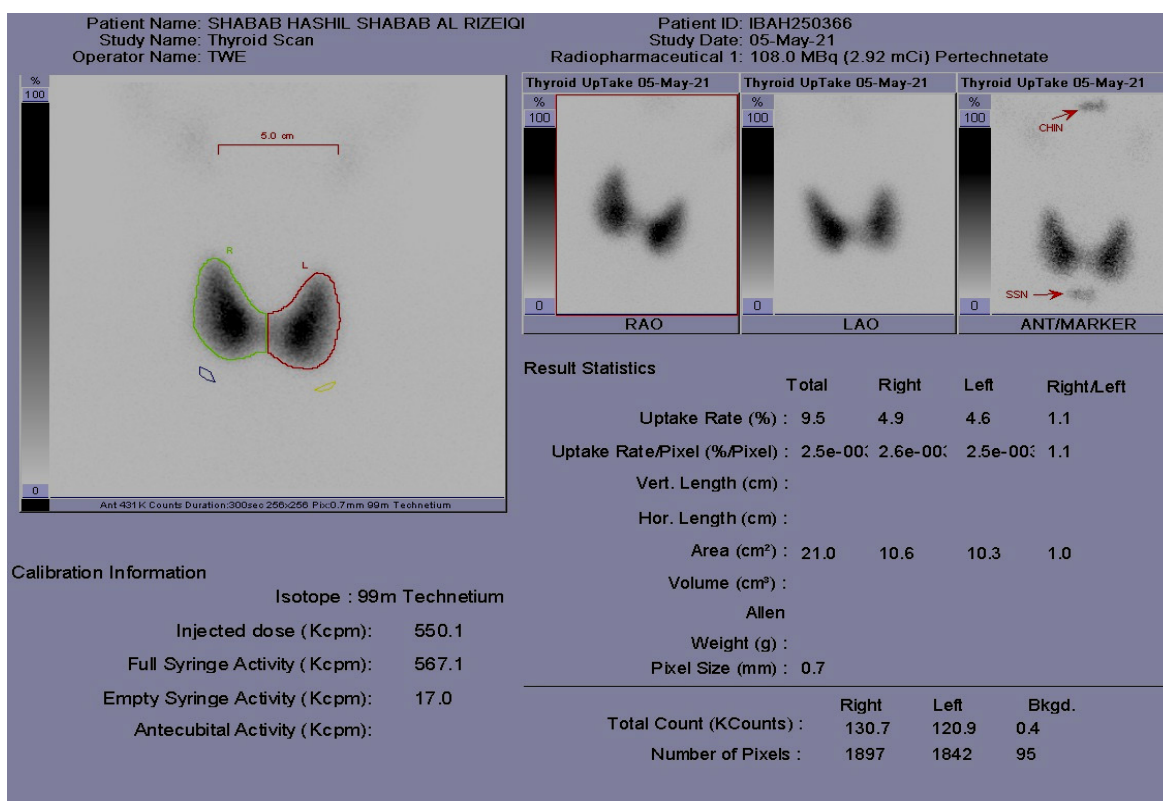 Patient Name: SHABAB HASHIL SHABAB AL RIZEIQI Patient ID: IBAH250366
Study Name: Thyroid Scan Study Date: 05-May-21
Operator Name: TWE Radiopharmaceutical 1: 108.0 MBq (2.92 mCi) Pertechnetate
%
100
5.0 cm
R
L
0
Ant 431K Counts Duration:300sec 256x256 Pix:0.7mm 99m Technetium
Thyroid UpTake 05-May-21
%
100
0
RAO
Thyroid UpTake 05-May-21
%
100
0
LAO
Thyroid UpTake 05-May-21
%
100
CHIN
SSN
0
ANT/MARKER
Result Statistics
Total Right Left Right/Left
Uptake Rate (%) : 9.5 4.9 4.6 1.1
Uptake Rate/Pixel (%/Pixel) : 2.5e-00 2.6e-00 2.5e-00 1.1
Vert. Length (cm) :
Hor. Length (cm) :
Area (cm²) : 21.0 10.6 10.3 1.0
Volume (cm³) :
Allen
Weight (g) :
Pixel Size (mm) : 0.7
Right Left Bkgd.
Total Count (KCounts) : 130.7 120.9 0.4
Number of Pixels : 1897 1842 95
Calibration Information
Isotope : 99m Technetium
Injected dose (Kcpm): 550.1
Full Syringe Activity (Kcpm): 567.1
Empty Syringe Activity (Kcpm): 17.0
Antecubital Activity (Kcpm):